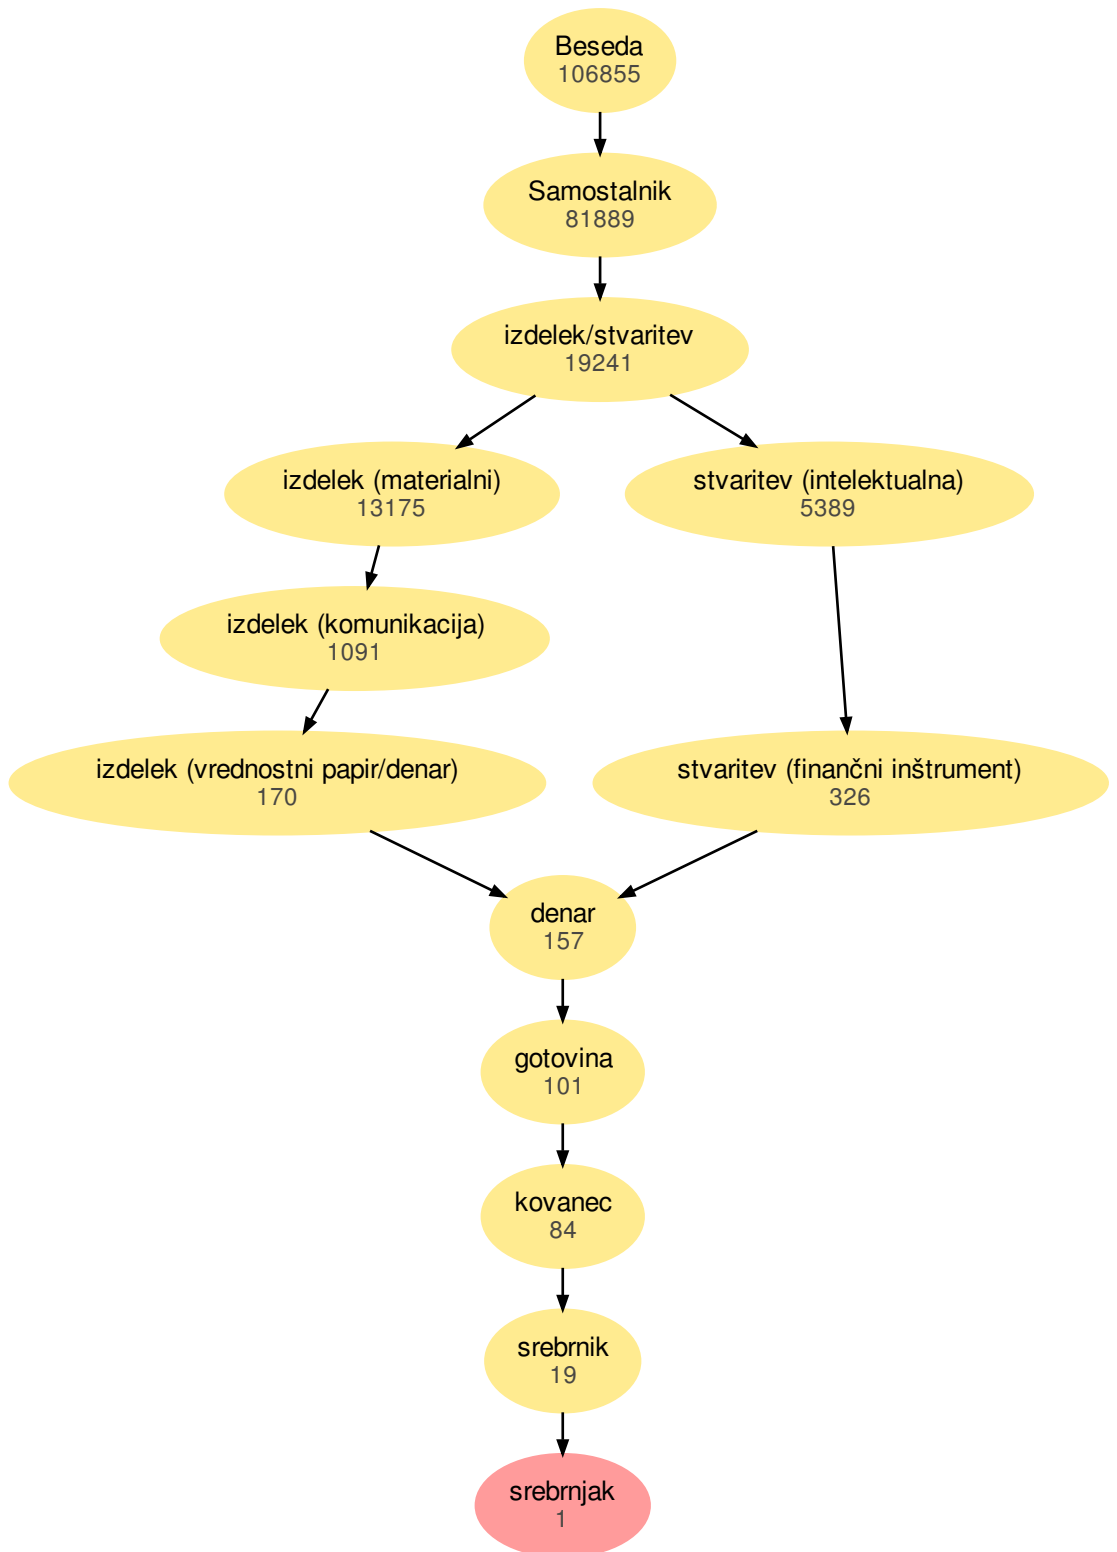 Beseda
106855
Samostalnik
81889
izdelek/stvaritev
19241
izdelek (materialni)
13175
stvaritev (intelektualna)
5389
izdelek (komunikacija)
1091
izdelek (vrednostni papir/denar)
170
stvaritev (finančni inštrument)
326
denar
157
gotovina
101
kovanec
84
srebrnik
19
srebrnjak
1